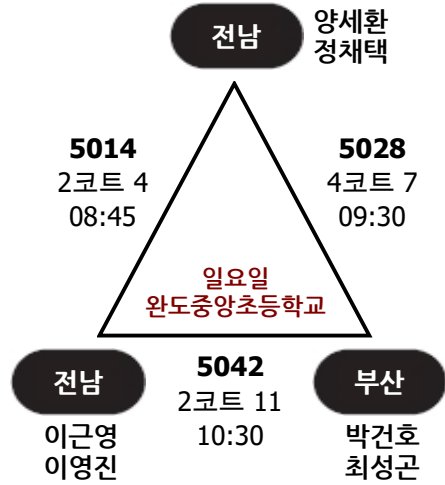 전남
양세환
정채택
5014
2코트 4
08:45
5028
4코트 7
09:30
일요일
완도중앙초등학교
전남
이근영
이영진
5042
2코트 11
10:30
부산
박건호
최성곤